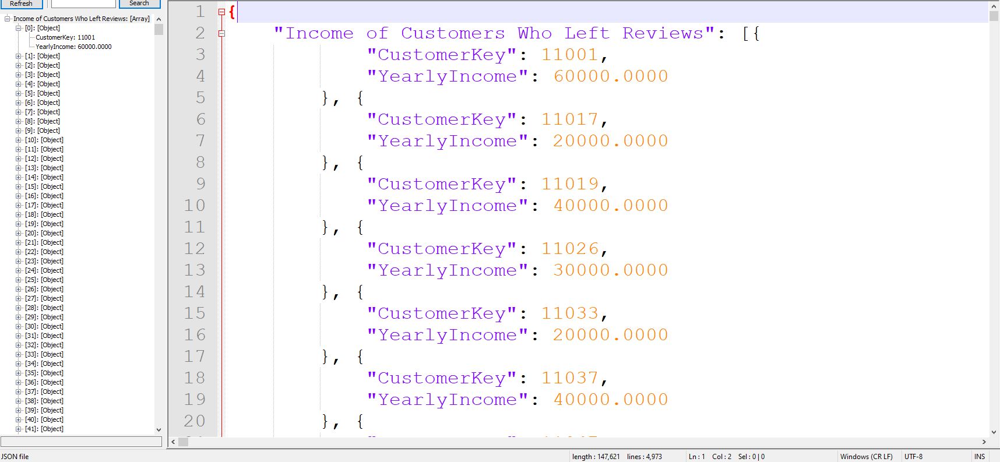 Refresh
Search
Income of Customers Who Left Reviews: [Array]
[0]: [Object]
CustomerKey: 11001
YearlyIncome: 60000.0000
[1]: [Object]
[2]: [Object]
[3]: [Object]
[4]: [Object]
[5]: [Object]
[6]: [Object]
[7]: [Object]
[8]: [Object]
[9]: [Object]
[10]: [Object]
[11]: [Object]
[12]: [Object]
[13]: [Object]
[14]: [Object]
[15]: [Object]
[16]: [Object]
[17]: [Object]
[18]: [Object]
[19]: [Object]
[20]: [Object]
[21]: [Object]
[22]: [Object]
[23]: [Object]
[24]: [Object]
[25]: [Object]
[26]: [Object]
[27]: [Object]
[28]: [Object]
[29]: [Object]
[30]: [Object]
[31]: [Object]
[32]: [Object]
[33]: [Object]
[34]: [Object]
[35]: [Object]
[36]: [Object]
[37]: [Object]
[38]: [Object]
[39]: [Object]
[40]: [Object]
[41]: [Object]
1 {
2 "Income of Customers Who Left Reviews": [{
3 "CustomerKey": 11001,
4 "YearlyIncome": 60000.0000
5 }, {
6 "CustomerKey": 11017,
7 "YearlyIncome": 20000.0000
8 }, {
9 "CustomerKey": 11019,
10 "YearlyIncome": 40000.0000
11 }, {
12 "CustomerKey": 11026,
13 "YearlyIncome": 30000.0000
14 }, {
15 "CustomerKey": 11033,
16 "YearlyIncome": 20000.0000
17 }, {
18 "CustomerKey": 11037,
19 "YearlyIncome": 40000.0000
20 }, {
JSON file
length : 147,621 lines : 4,973
Ln : 1 Col : 2 Sel : 0 | 0
Windows (CR LF)
UTF-8
INS